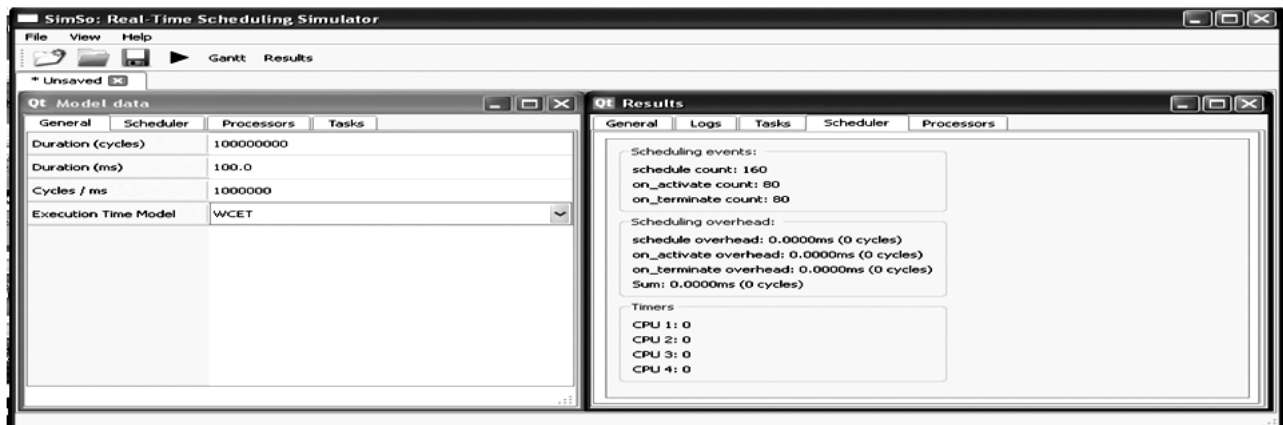 SimSo: Real-Time Scheduling Simulator
File View Help
Gantt Results
* Unsaved
Qt Model data
General Scheduler Processors Tasks
Duration (cycles) 100000000
Duration (ms) 100.0
Cycles / ms 1000000
Execution Time Model WCET
Qt Results
General Logs Tasks Scheduler Processors
Scheduling events:
schedule count: 160
on_activate count: 80
on_terminate count: 80
Scheduling overhead:
schedule overhead: 0.0000ms (0 cycles)
on_activate overhead: 0.0000ms (0 cycles)
on_terminate overhead: 0.0000ms (0 cycles)
Sum: 0.0000ms (0 cycles)
Timers
CPU 1: 0
CPU 2: 0
CPU 3: 0
CPU 4: 0